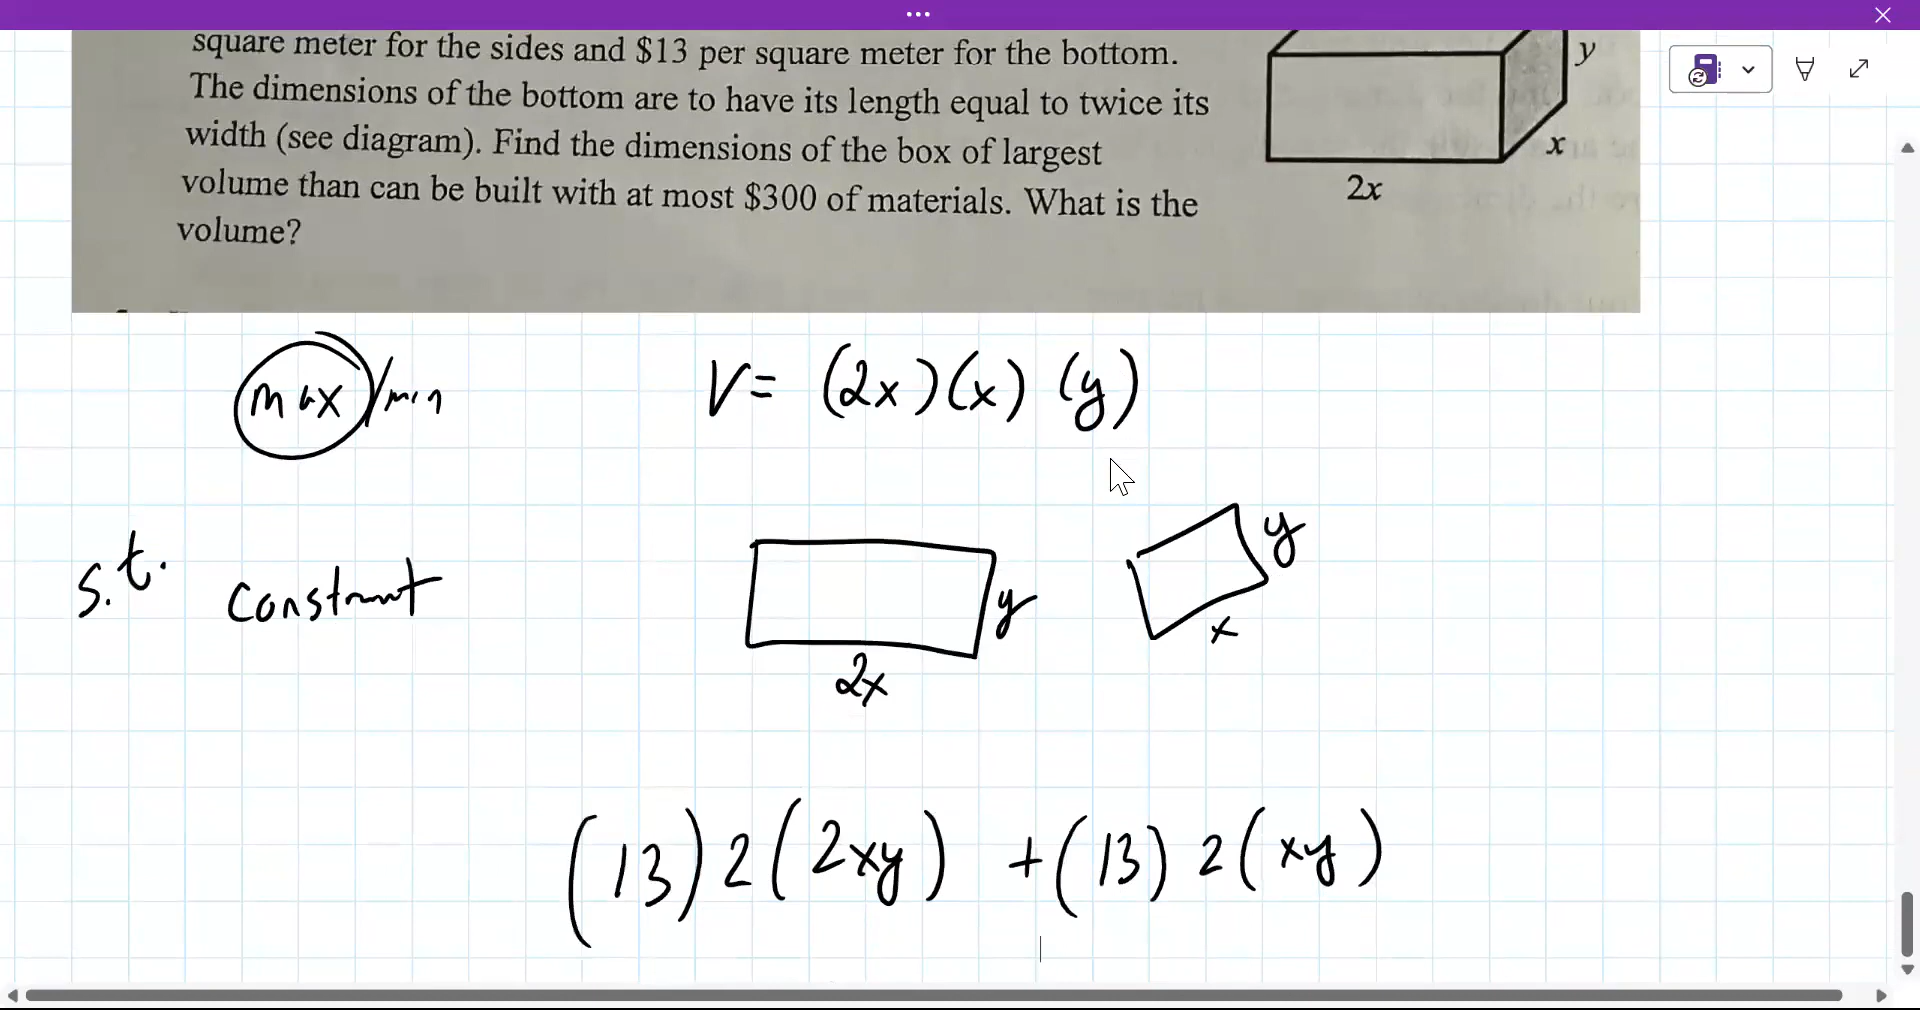 square meter for the sides and $13 per square meter for the bottom.
The dimensions of the bottom are to have its length equal to twice its
width (see diagram). Find the dimensions of the box of largest
volume than can be built with at most $300 of materials. What is the
volume?
y
x
2x
max/min
V= (2x)(x) (y)
s.t. constraint
y
2x
y
x
(13) 2 (2xy) + (13) 2 (xy)